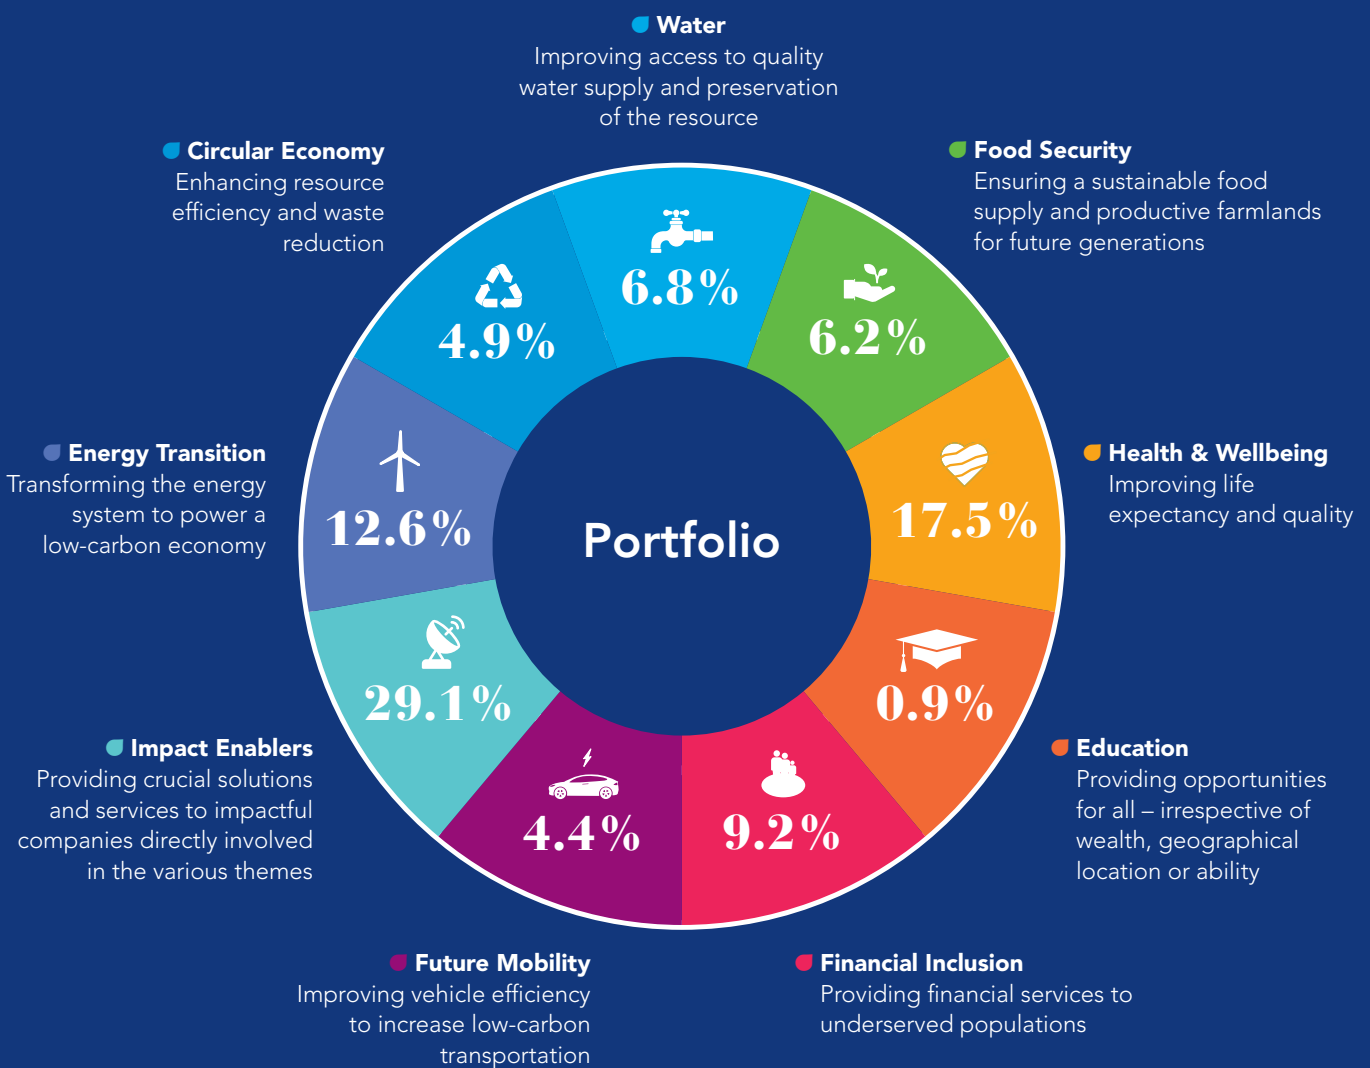 Water
Improving access to quality
water supply and preservation
of the resource
Circular Economy
Enhancing resource
efficiency and waste
reduction
Food Security
Ensuring a sustainable food
supply and productive farmlands
for future generations
6.8%
4.9%
6.2%
Energy Transition
Transforming the energy
system to power a
low-carbon economy
12.6%
Portfolio
17.5%
Health & Wellbeing
Improving life
expectancy and quality
29.1%
0.9%
Impact Enablers
Providing crucial solutions
and services to impactful
companies directly involved
in the various themes
4.4%
9.2%
Education
Providing opportunities
for all – irrespective of
wealth, geographical
location or ability
Future Mobility
Improving vehicle efficiency
to increase low-carbon
transportation
Financial Inclusion
Providing financial services to
underserved populations